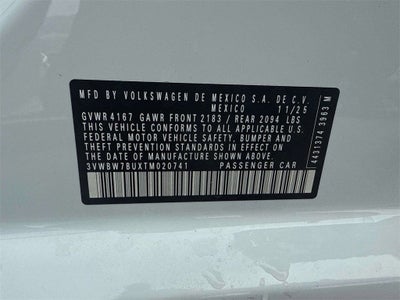 MFD BY VOLKSWAGEN DE MEXICO S.A. DE C.V.
MEXICO 11/25
GVWR 4167 GAWR FRONT 2183 / REAR 2094 LBS
THIS VEHICLE CONFORMS TO ALL APPLICABLE U.S.
FEDERAL MOTOR VEHICLE SAFETY, BUMPER AND
THEFT PREVENTION STANDARDS IN EFFECT ON THE
DATE OF MANUFACTURE SHOWN ABOVE.
3VWBW7BUXTM020741 PASSENGER CAR
4431374 3963 M